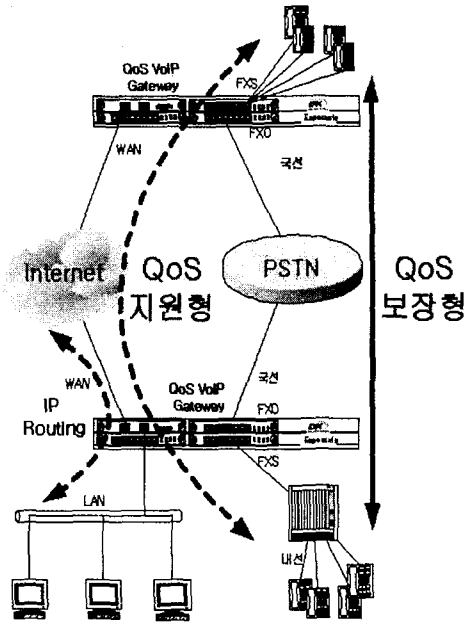 QoS VoIP
Gateway
FXS
FXO
WAN
국선
Internet
QoS
지원형
PSTN
QoS
보장형
WAN
IP
Routing
QoS VoIP
Gateway
국선
FXO
FXS
LAN
내선